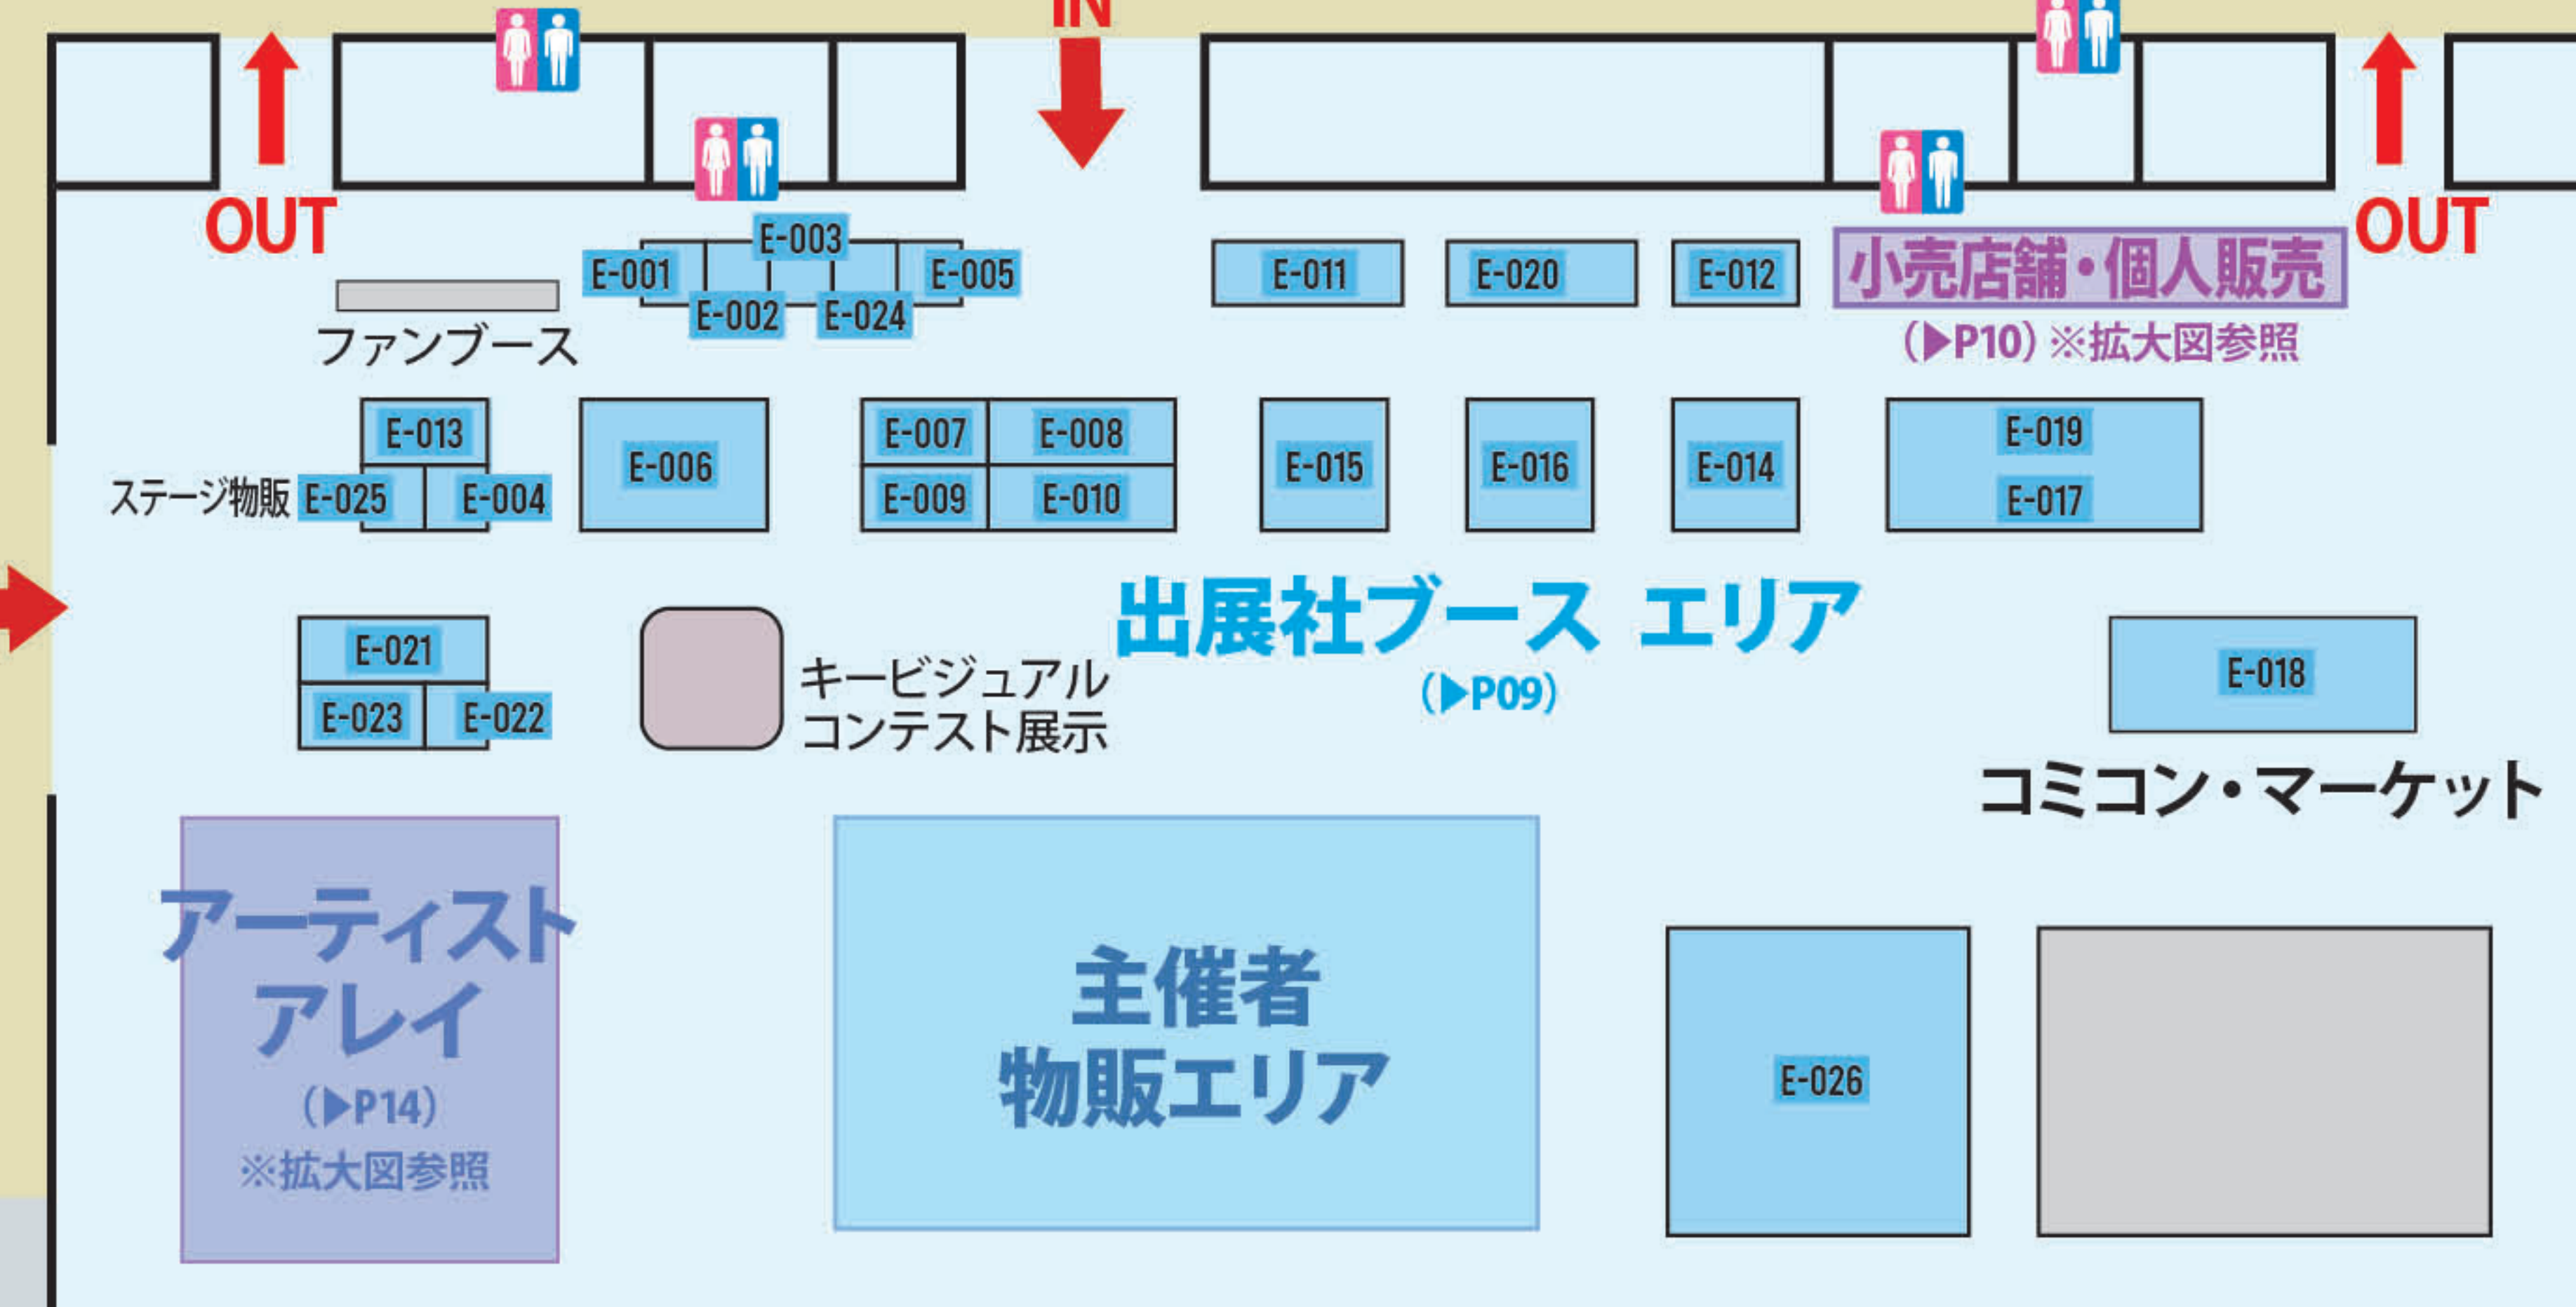 IN
OUT
OUT
E-001
E-003
E-005
E-002
E-024
E-011
E-020
E-012
小売店舗・個人販売
(▶P10) ※拡大図参照
ファンブース
E-013
ステージ物販
E-025
E-004
E-006
E-007
E-008
E-009
E-010
E-015
E-016
E-014
E-019
E-017
出展社ブース エリア
(▶P09)
E-021
E-023
E-022
キービジュアル
コンテスト展示
E-018
コミコン・マーケット
アーティスト
アレイ
(▶P14)
※拡大図参照
主催者
物販エリア
E-026